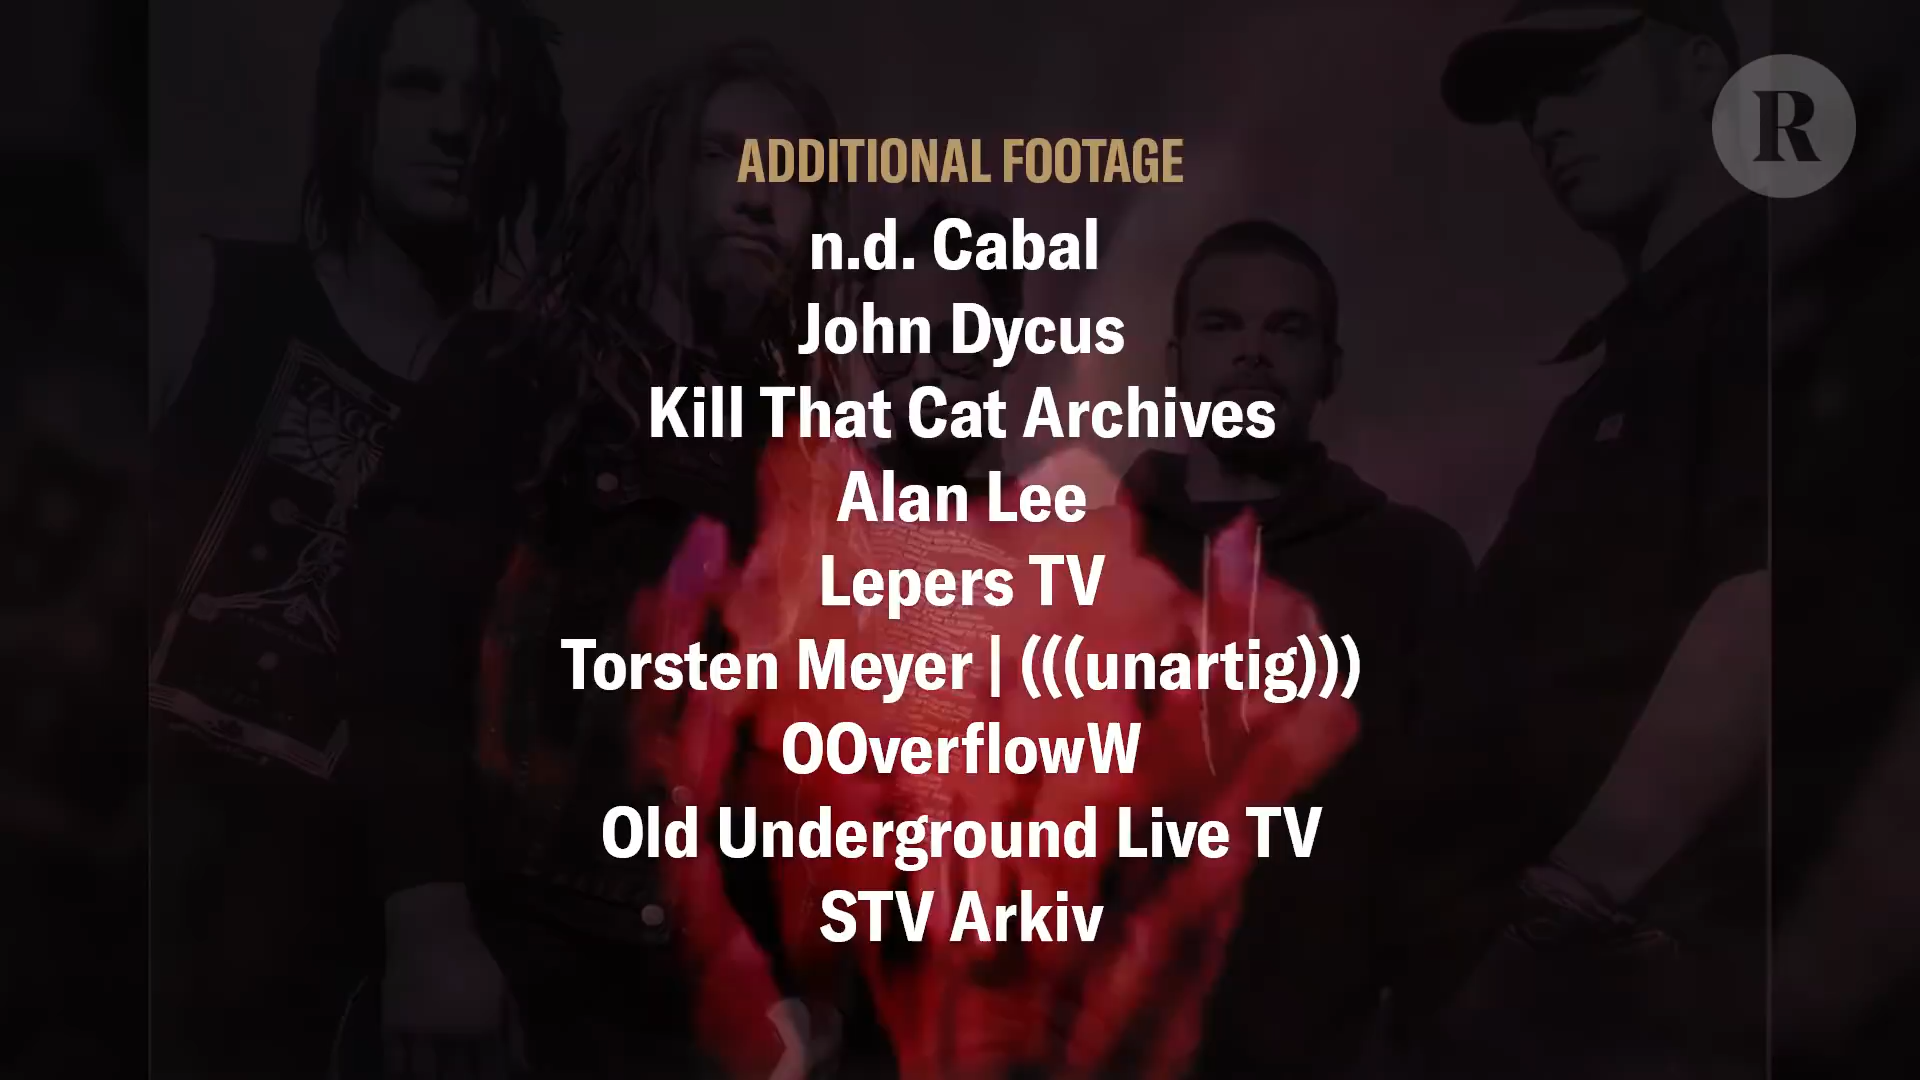 R
ADDITIONAL FOOTAGE
n.d. Cabal
John Dycus
Kill That Cat Archives
Alan Lee
Lepers TV
Torsten Meyer | (((unartig)))
OOverflowW
Old Underground Live TV
STV Arkiv